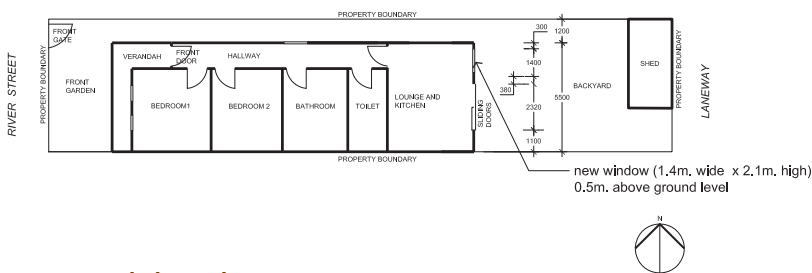 PROPERTY BOUNDARY
FRONT
GATE
RIVER STREET
PROPERTY BOUNDARY
FRONT
GARDEN
VERANDAH
FRONT
DOOR
HALLWAY
BEDROOM1
BEDROOM 2
BATHROOM
TOILET
LOUNGE AND
KITCHEN
SLIDING
DOORS
300
1200
1400
380
2320
5500
1100
BACKYARD
SHED
PROPERTY BOUNDARY
LANEWAY
PROPERTY BOUNDARY
new window (1.4m. wide x 2.1m. high)
0.5m. above ground level
N